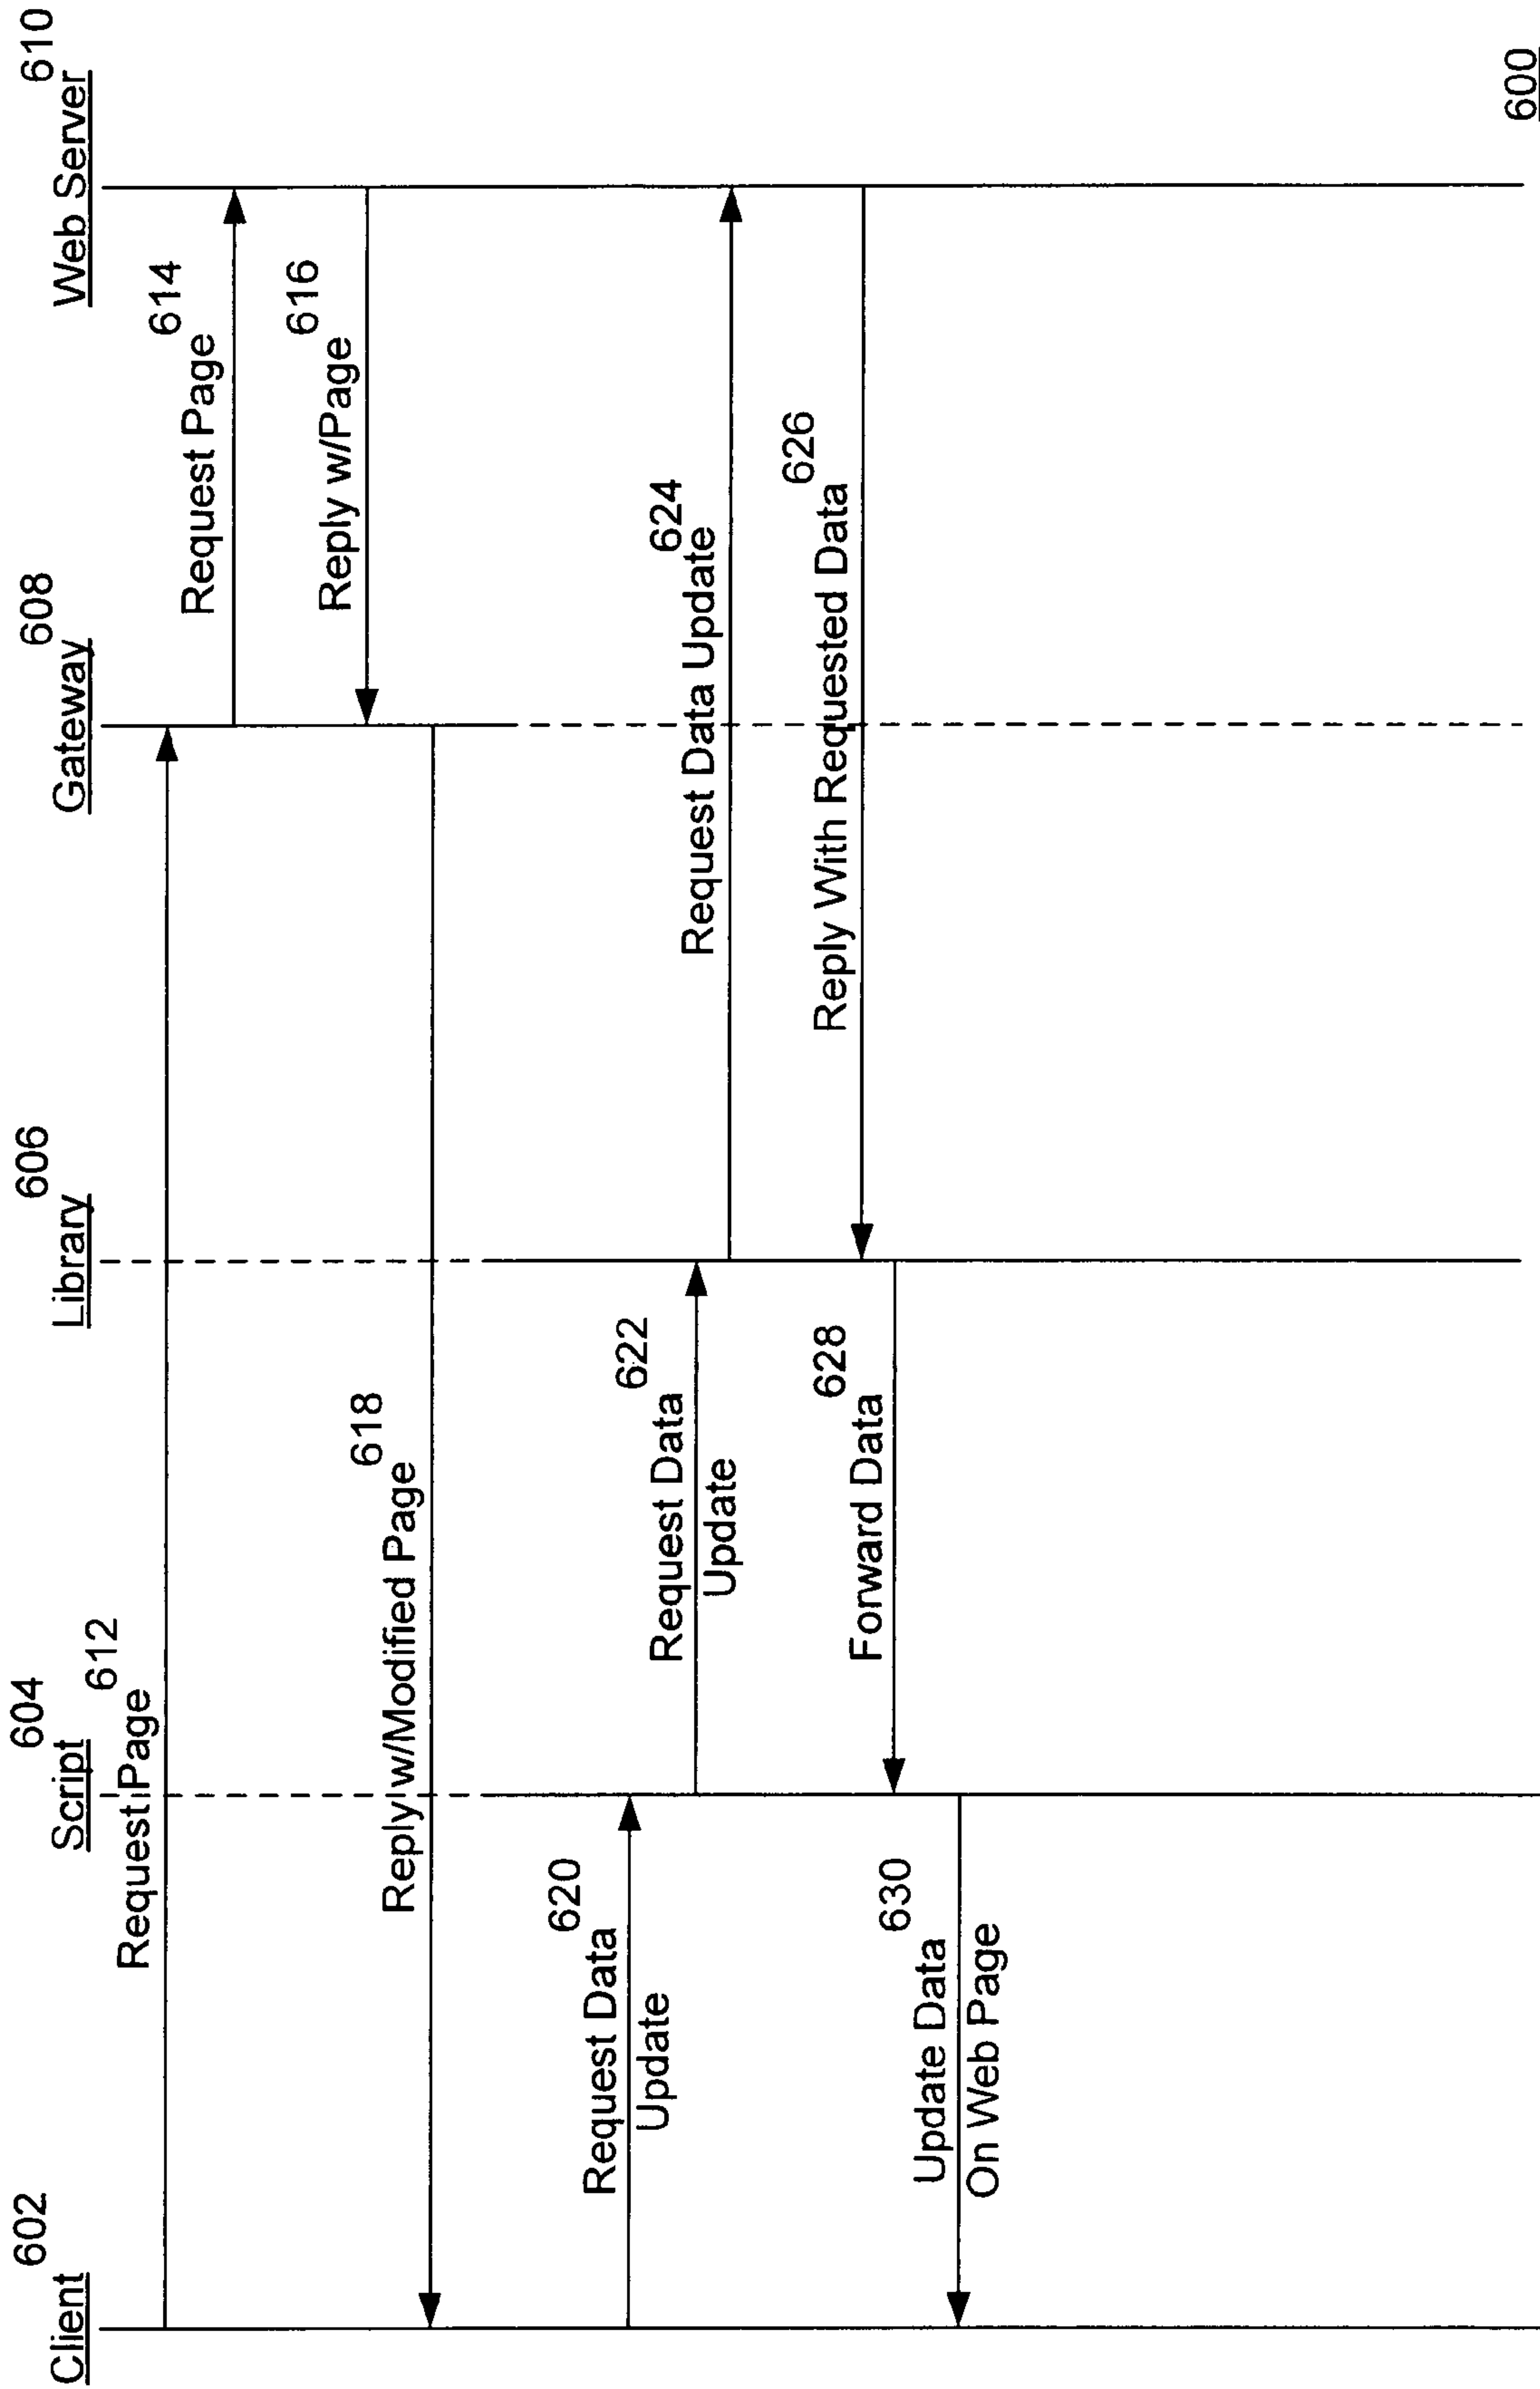 602
Client
604
Script
606
Library
608
Gateway
610
Web Server
612
Request Page
614
Request Page
616
Reply w/Page
618
Reply w/Modified Page
620
Request Data
Update
622
Request Data
Update
624
Request Data Update
626
Reply With Requested Data
628
Forward Data
630
Update Data
On Web Page
600